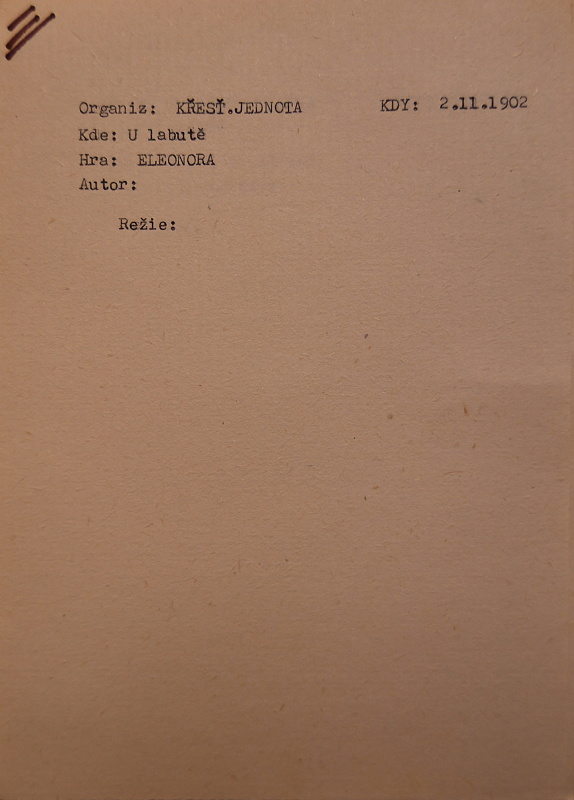 Organiz: KŘESŤ.JEDNOTA KDY: 2.11.1902
Kde: U labutě
Hra: ELEONORA
Autor:
Režie: